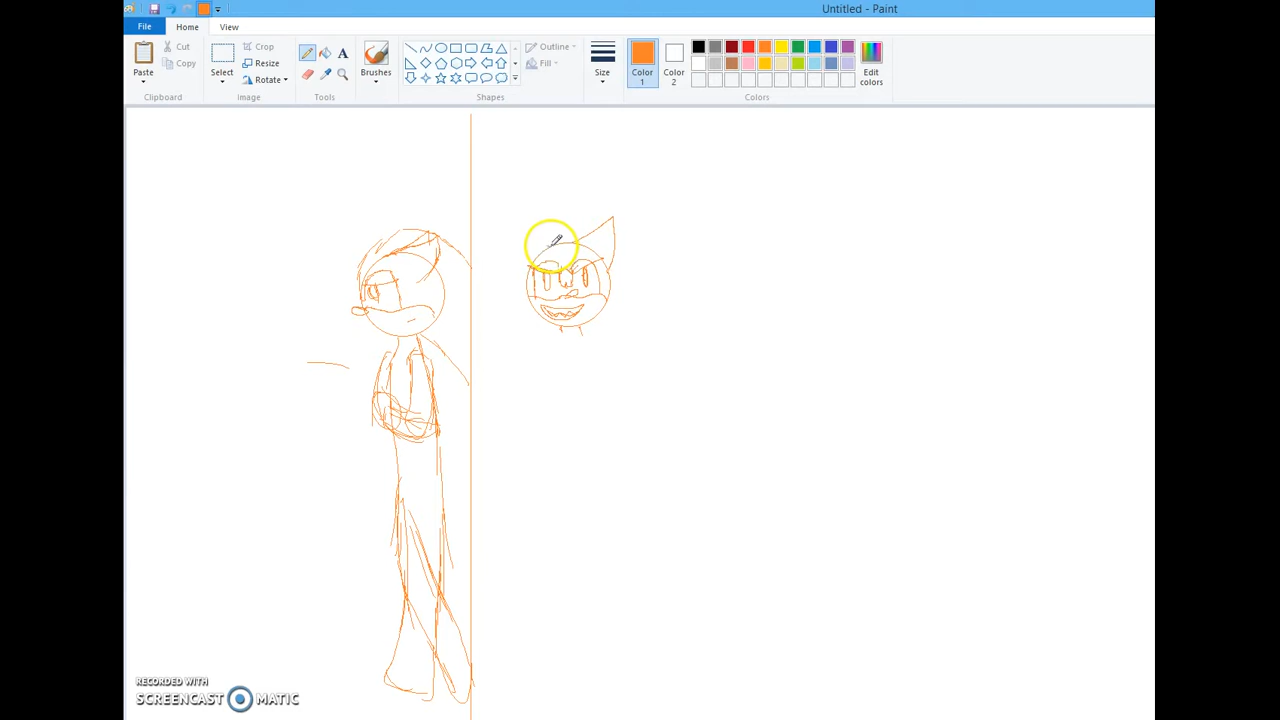 Untitled - Paint
File Home View
Paste Cut Copy Select Crop Resize Rotate A Brushes Outline Fill Size Color 1 Color 2 Edit colors
Clipboard Image Tools Shapes Colors
RECORDED WITH
SCREENCAST MATIC